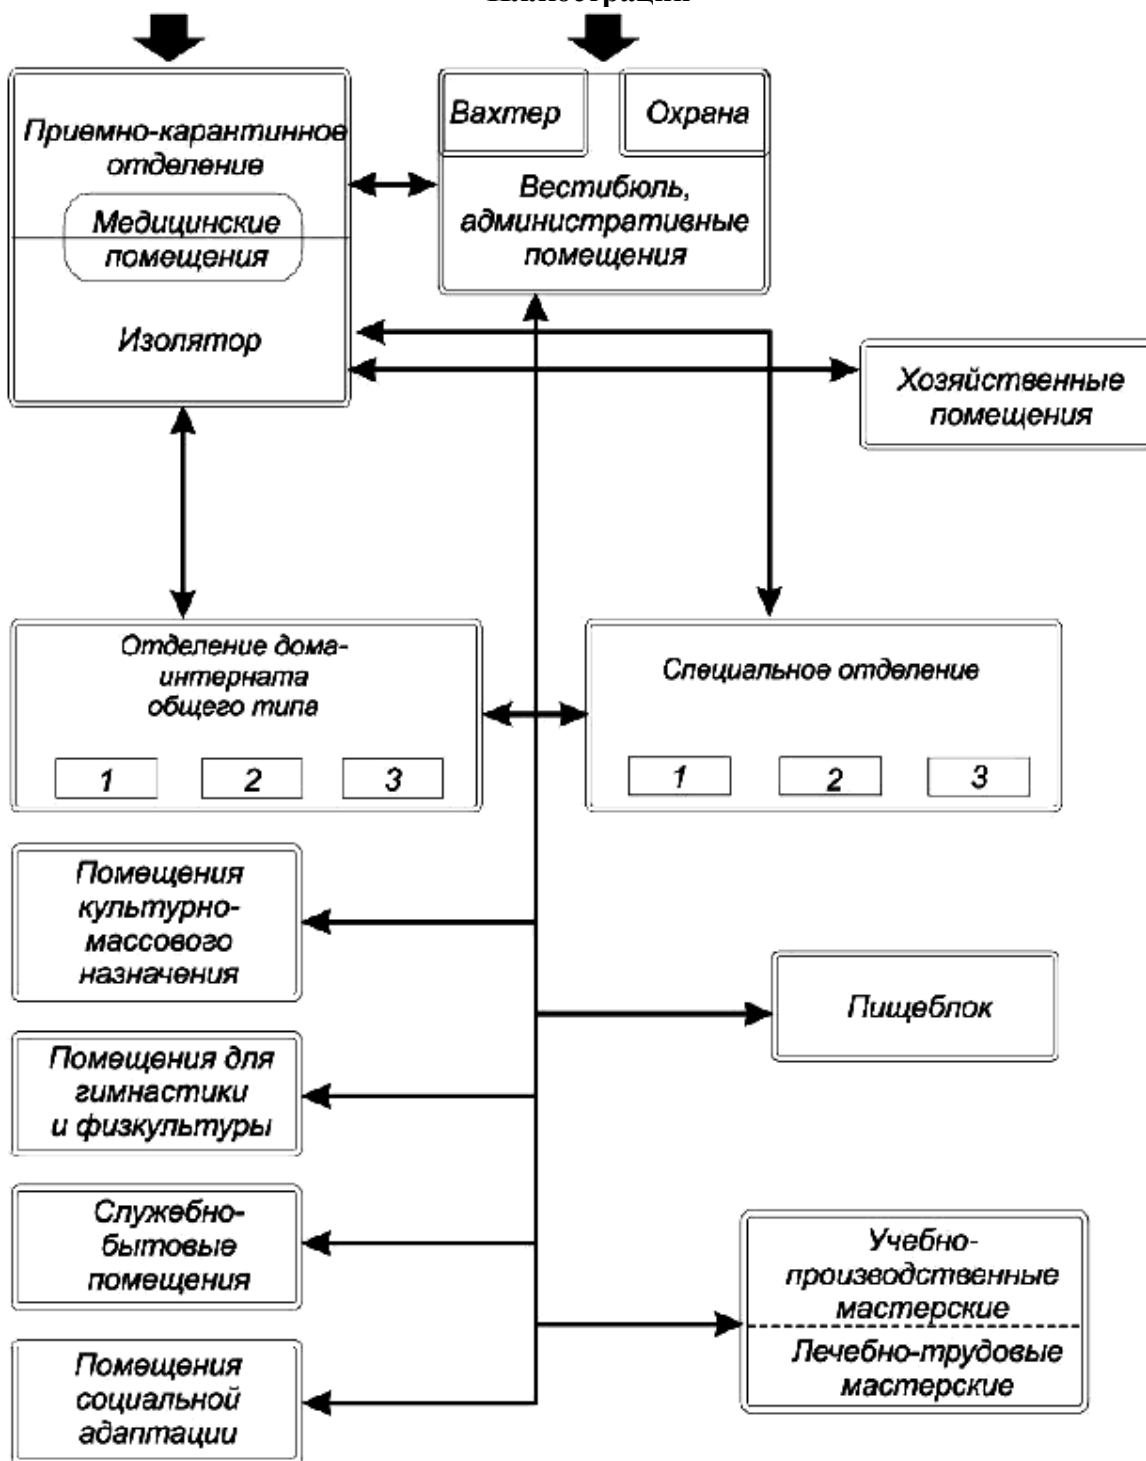 Иллюстрации
Приемно-карантинное
отделение
Медицинские
помещения
Изолятор
Вахтер
Охрана
Вестибюль,
административные
помещения
Хозяйственные
помещения
Отделение дома-
интерната
общего типа
1
2
3
Специальное отделение
1
2
3
Помещения
культурно-
массового
назначения
Пищеблок
Помещения для
гимнастики
и физкультуры
Служебно-
бытовые
помещения
Учебно-
производственные
мастерские
Лечебно-трудовые
мастерские
Помещения
социальной
адаптации